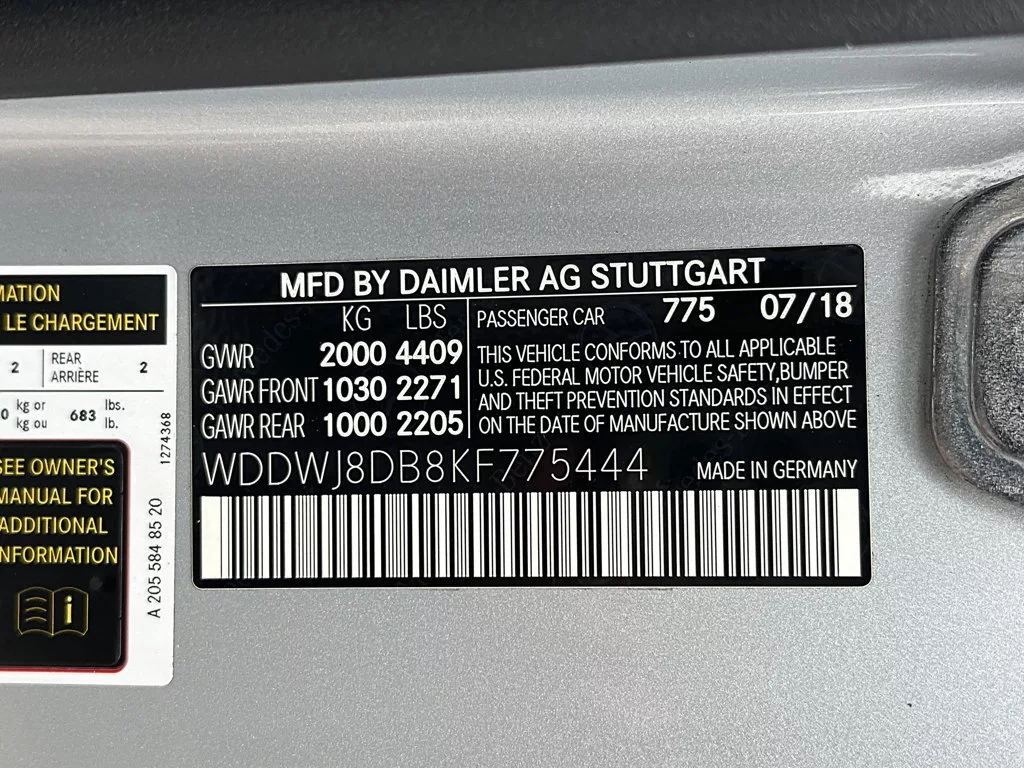 MATION
LE CHARGEMENT
2 REAR ARRIÈRE 2
0 kg or kg ou 683 lbs. lb.
SEE OWNER'S
MANUAL FOR
ADDITIONAL
INFORMATION
1274368
A 205 584 85 20
MFD BY DAIMLER AG STUTTGART
KG LBS
GVWR 2000 4409
GAWR FRONT 1030 2271
GAWR REAR 1000 2205
PASSENGER CAR 775 07/18
THIS VEHICLE CONFORMS TO ALL APPLICABLE
U.S. FEDERAL MOTOR VEHICLE SAFETY,BUMPER
AND THEFT PREVENTION STANDARDS IN EFFECT
ON THE DATE OF MANUFACTURE SHOWN ABOVE
WDDWJ8DB8KF775444 MADE IN GERMANY